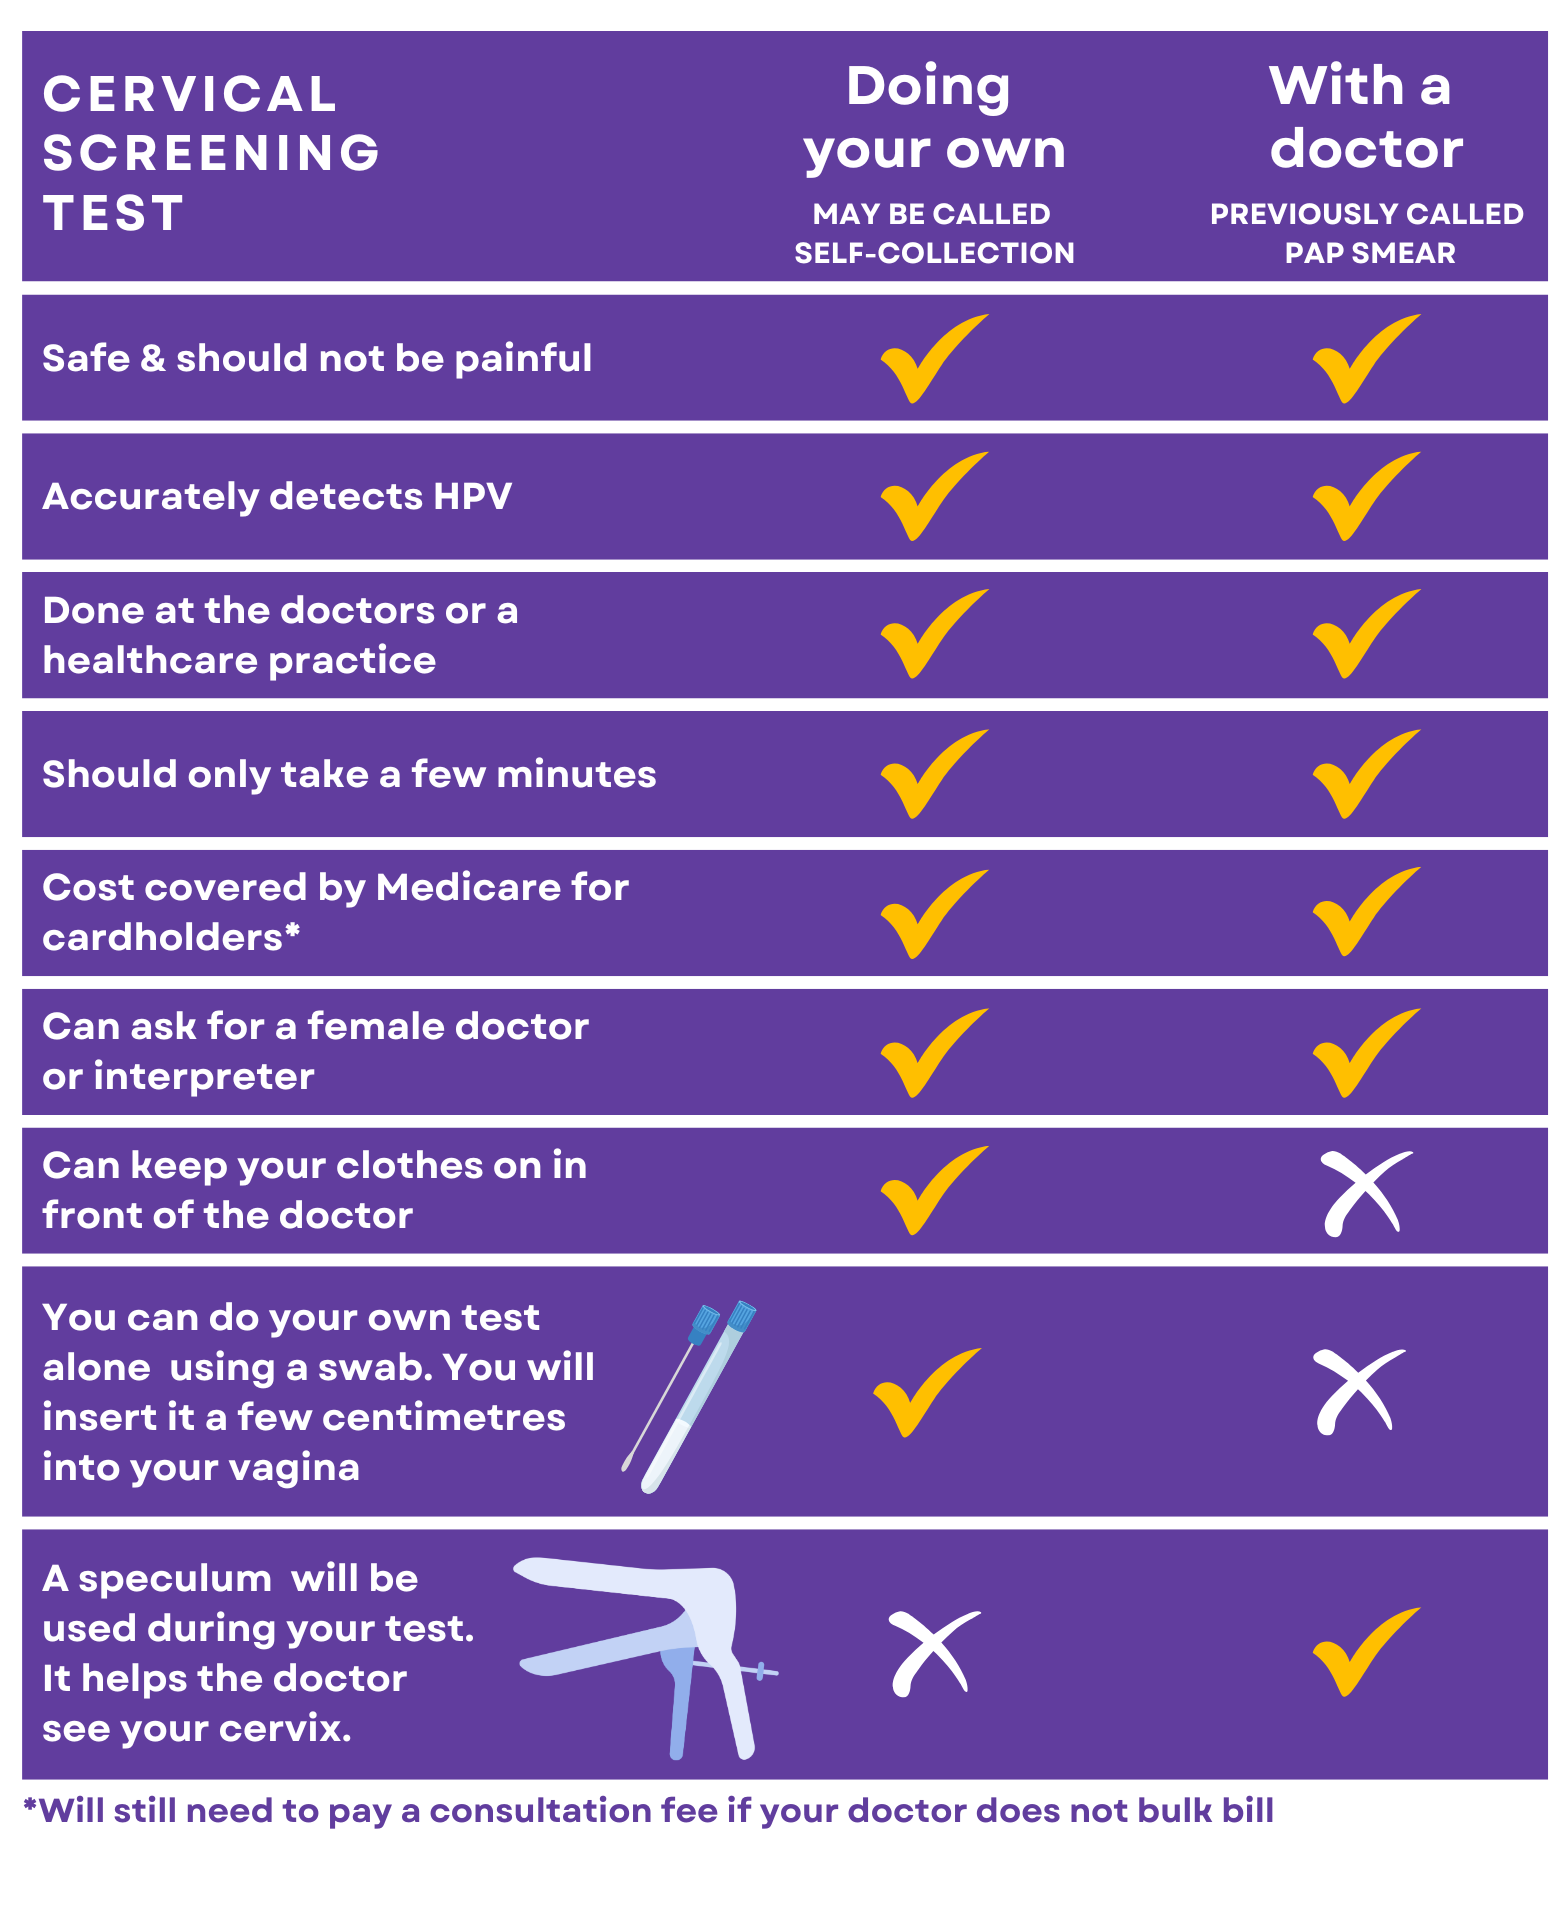 CERVICAL
SCREENING
TEST
Doing
your own
MAY BE CALLED
SELF-COLLECTION
With a
doctor
PREVIOUSLY CALLED
PAP SMEAR
Safe & should not be painful
Accurately detects HPV
Done at the doctors or a
healthcare practice
Should only take a few minutes
Cost covered by Medicare for
cardholders*
Can ask for a female doctor
or interpreter
Can keep your clothes on in
front of the doctor
You can do your own test
alone  using a swab. You will
insert it a few centimetres
into your vagina
A speculum  will be
used during your test.
It helps the doctor
see your cervix.
*Will still need to pay a consultation fee if your doctor does not bulk bill